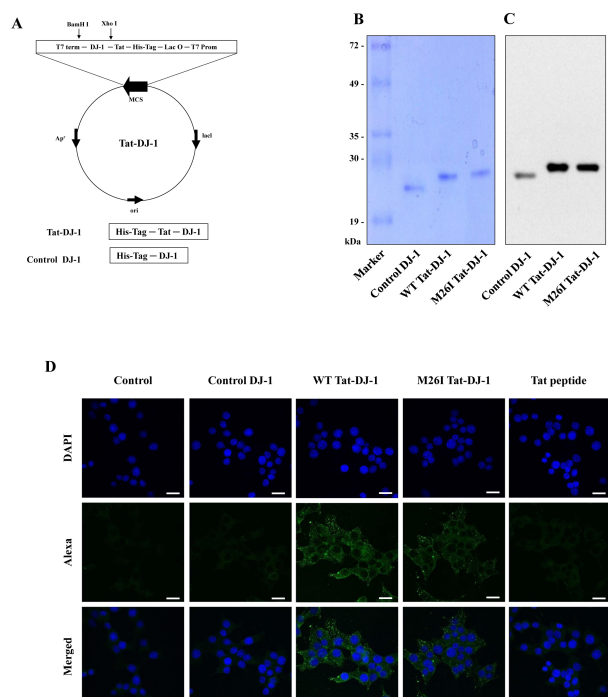 A
BamH I
Xho I
T7 term — DJ-1 — Tat — His-Tag — Lac O — T7 Prom
MCS
Apʳ
Tat-DJ-1
lacI
ori
Tat-DJ-1
His-Tag — Tat — DJ-1
Control DJ-1
His-Tag — DJ-1
B
72 -
49 -
35 -
30 -
19 -
kDa
Marker
Control DJ-1
WT Tat-DJ-1
M26I Tat-DJ-1
C
Control DJ-1
WT Tat-DJ-1
M26I Tat-DJ-1
D
Control
Control DJ-1
WT Tat-DJ-1
M26I Tat-DJ-1
Tat peptide
DAPI
Alexa
Merged